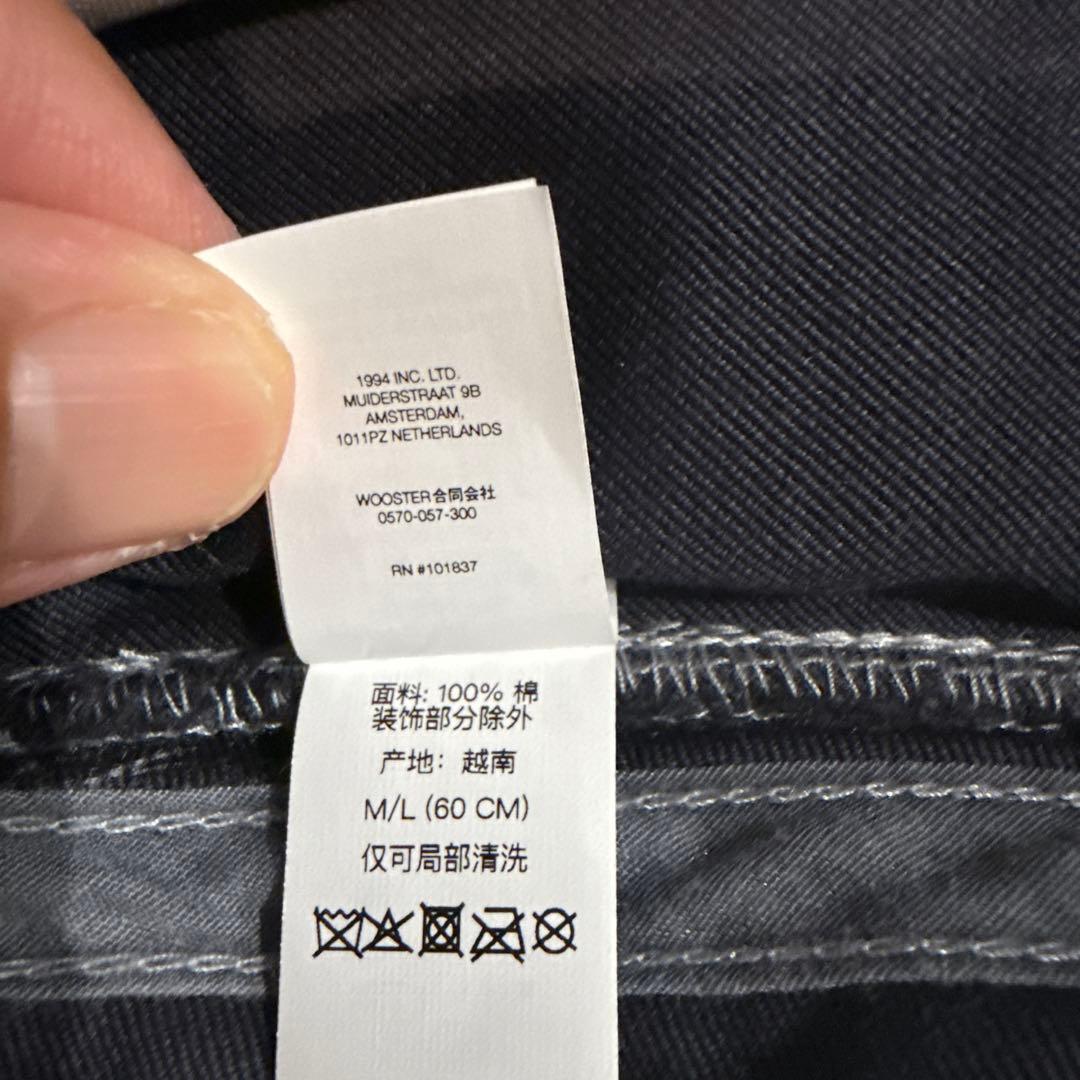 1994 INC. LTD.
MUIDERSTRAAT 9B
AMSTERDAM,
1011PZ NETHERLANDS
WOOSTER合同会社
0570-057-300
RN #101837
面料: 100% 棉
装饰部分除外
产地: 越南
M/L (60 CM)
仅可局部清洗